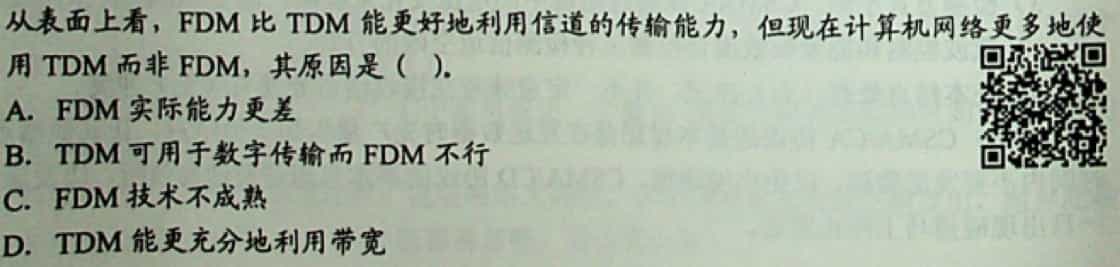 从表面上看，FDM 比 TDM 能更好地利用信道的传输能力，但现在计算机网络更多地使
用 TDM 而非 FDM，其原因是（ ）.
A. FDM 实际能力更差
B. TDM 可用于数字传输而 FDM 不行
C. FDM 技术不成熟
D. TDM 能更充分地利用带宽